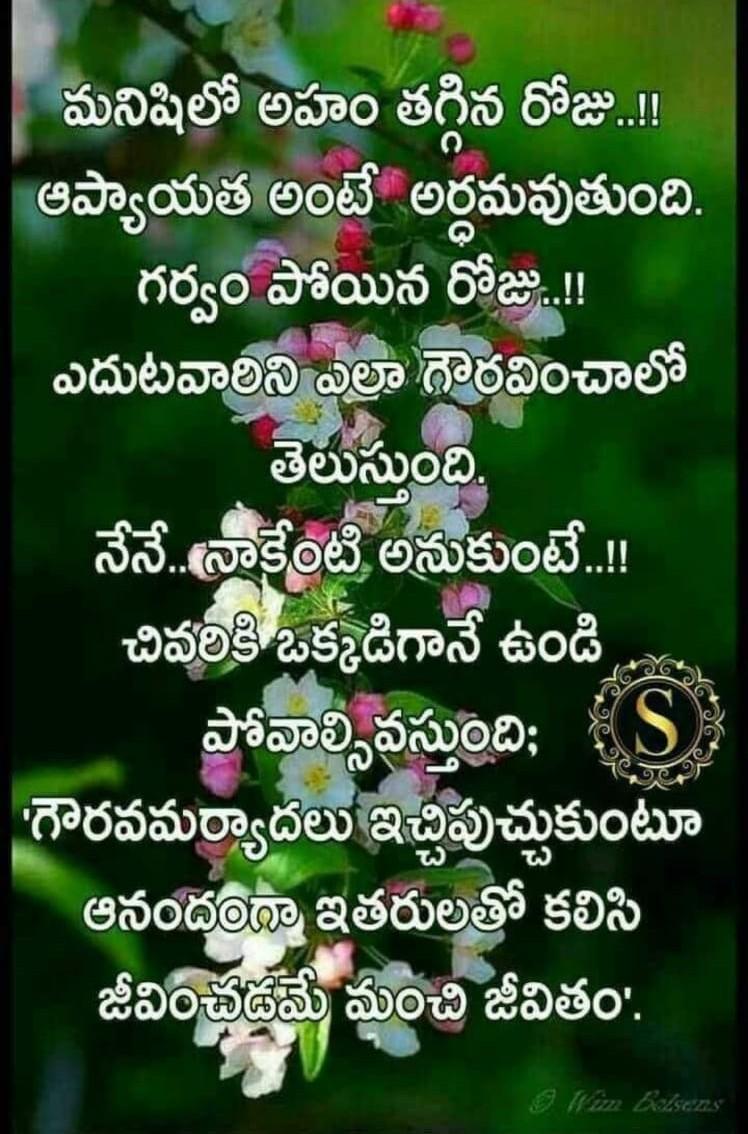 మనిషిలో అహం తగ్గిన రోజు..!!
ఆప్యాయత అంటే అర్ధమవుతుంది.
గర్వం పోయిన రోజు..!!
ఎదుటవారిని ఎలా గౌరవించాలో
తెలుస్తుంది.
నేనే..నాకేంటి అనుకుంటే..!!
చివరికి ఒక్కడిగానే ఉండి
పోవాల్సివస్తుంది;
S
'గౌరవమర్యాదలు ఇచ్చిపుచ్చుకుంటూ
ఆనందంగా ఇతరులతో కలిసి
జీవించడమే మంచి జీవితం'.
© Wim Bolsens